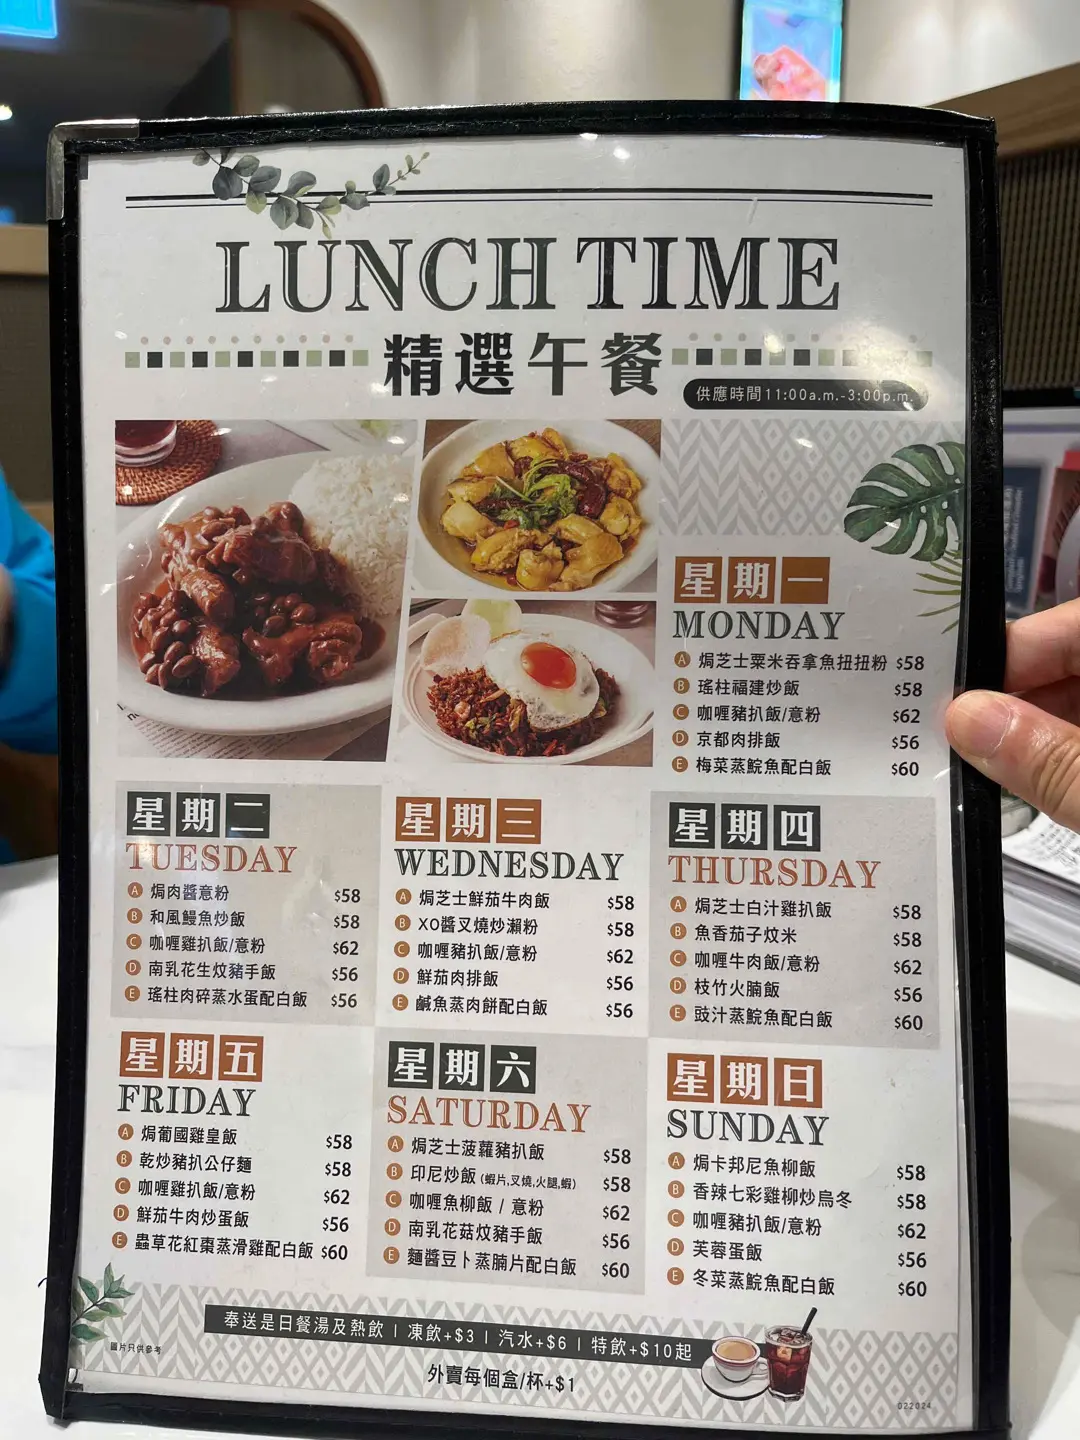 LUNCH TIME
精選午餐
供應時間11:00a.m.-3:00p.m.
星期一
MONDAY
A 焗芝士粟米吞拿魚扭扭粉 $58
B 瑤柱福建炒飯 $58
C 咖喱豬扒飯/意粉 $62
D 京都肉排飯 $56
E 梅菜蒸鯇魚配白飯 $60
星期二
TUESDAY
A 焗肉醬意粉 $58
B 和風鰻魚炒飯 $58
C 咖喱雞扒飯/意粉 $62
D 南乳花生炆豬手飯 $56
E 瑤柱肉碎蒸水蛋配白飯 $56
星期三
WEDNESDAY
A 焗芝士鮮茄牛肉飯 $58
B XO醬叉燒炒瀨粉 $58
C 咖喱豬扒飯/意粉 $62
D 鮮茄肉排飯 $56
E 鹹魚蒸肉餅配白飯 $56
星期四
THURSDAY
A 焗芝士白汁雞扒飯 $58
B 魚香茄子炆米 $58
C 咖喱牛肉飯/意粉 $62
D 枝竹火腩飯 $56
E 豉汁蒸鯇魚配白飯 $60
星期五
FRIDAY
A 焗葡國雞皇飯 $58
B 乾炒豬扒公仔麵 $58
C 咖喱雞扒飯/意粉 $62
D 鮮茄牛肉炒蛋飯 $56
E 蟲草花紅棗蒸滑雞配白飯 $60
星期六
SATURDAY
A 焗芝士菠蘿豬扒飯 $58
B 印尼炒飯 (蝦片,叉燒,火腿,蝦) $58
C 咖喱魚柳飯 / 意粉 $62
D 南乳花菇炆豬手飯 $56
E 麵醬豆卜蒸腩片配白飯 $60
星期日
SUNDAY
A 焗卡邦尼魚柳飯 $58
B 香辣七彩雞柳炒烏冬 $58
C 咖喱豬扒飯/意粉 $62
D 芙蓉蛋飯 $56
E 冬菜蒸鯇魚配白飯 $60
奉送是日餐湯及熱飲 | 凍飲+$3 | 汽水+$6 | 特飲+$10起
圖片只供參考
外賣每個盒/杯+$1
022024